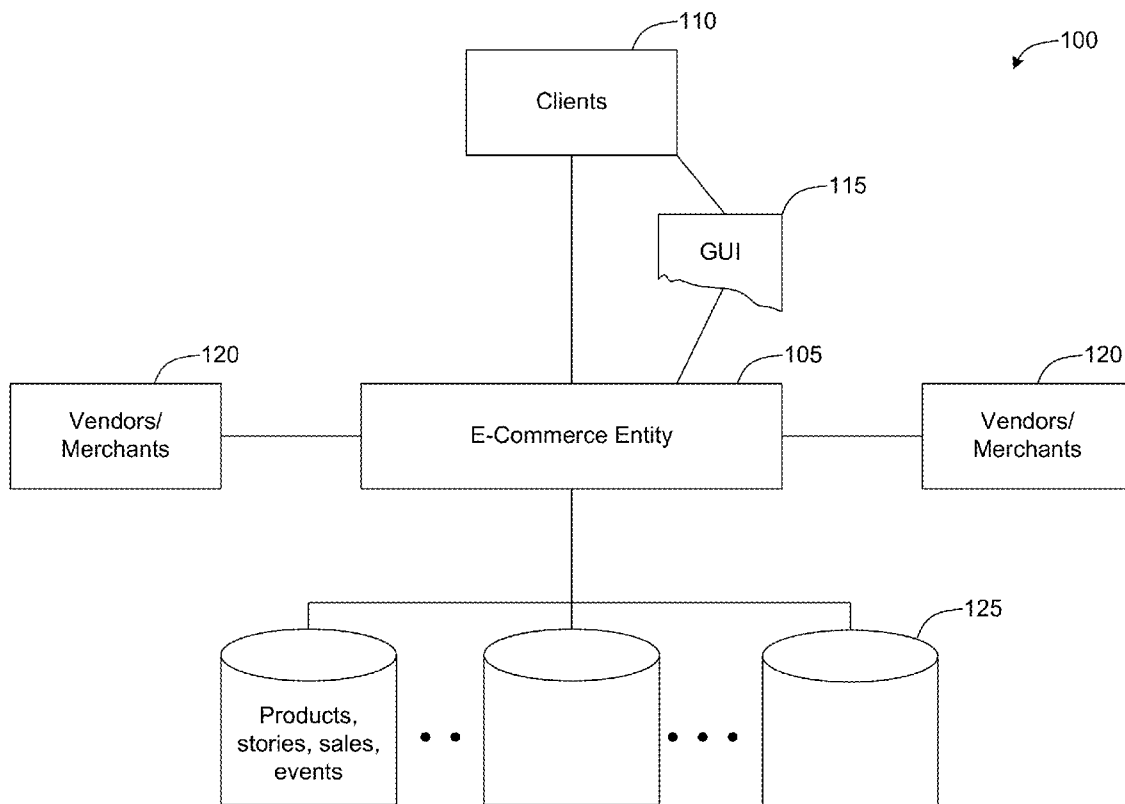 110
100
Clients
115
GUI
120
105
120
Vendors/
Merchants
E-Commerce Entity
Vendors/
Merchants
125
Products,
stories, sales,
events